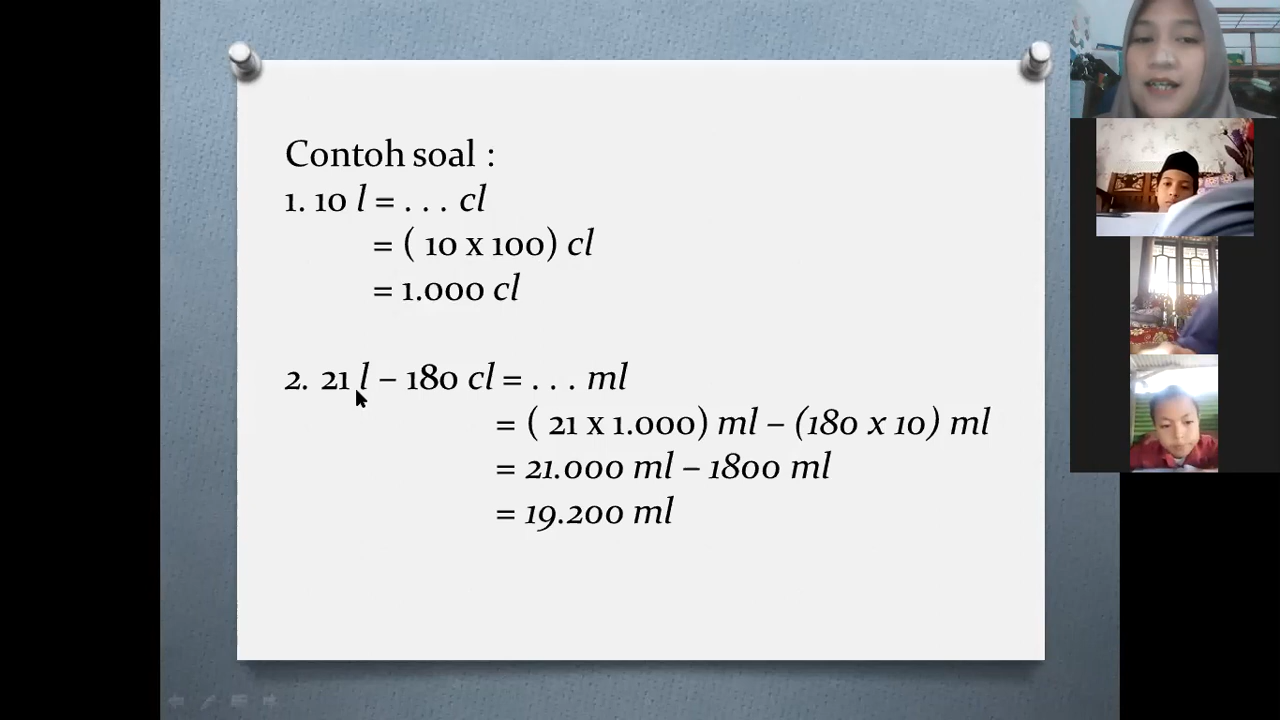 Contoh soal :
1. 10 l = . . . cl
= ( 10 x 100) cl
= 1.000 cl
2. 21 l – 180 cl = . . . ml
= ( 21 x 1.000) ml – (180 x 10) ml
= 21.000 ml – 1800 ml
= 19.200 ml